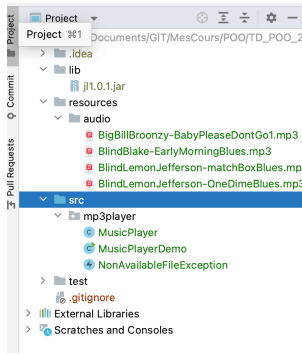 Project
Project
Project ⌘1
Documents/GIT/MesCours/POO/TD_POO_2
.idea
lib
jl1.0.1.jar
Commit
resources
audio
BigBillBroonzy-BabyPleaseDontGo1.mp3
BlindBlake-EarlyMorningBlues.mp3
BlindLemonJefferson-matchBoxBlues.mp3
BlindLemonJefferson-OneDimeBlues.mp3
Pull Requests
src
mp3player
MusicPlayer
MusicPlayerDemo
NonAvailableFileException
test
.gitignore
External Libraries
Scratches and Consoles